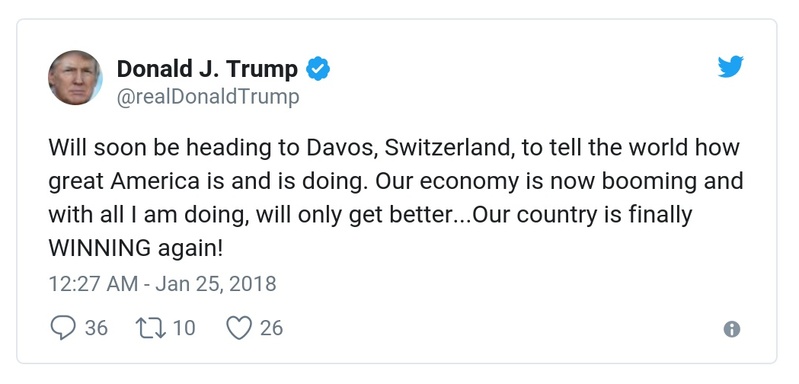 Donald J. Trump
@realDonaldTrump
Will soon be heading to Davos, Switzerland, to tell the world how
great America is and is doing. Our economy is now booming and
with all I am doing, will only get better...Our country is finally
WINNING again!
12:27 AM - Jan 25, 2018
36 10 26